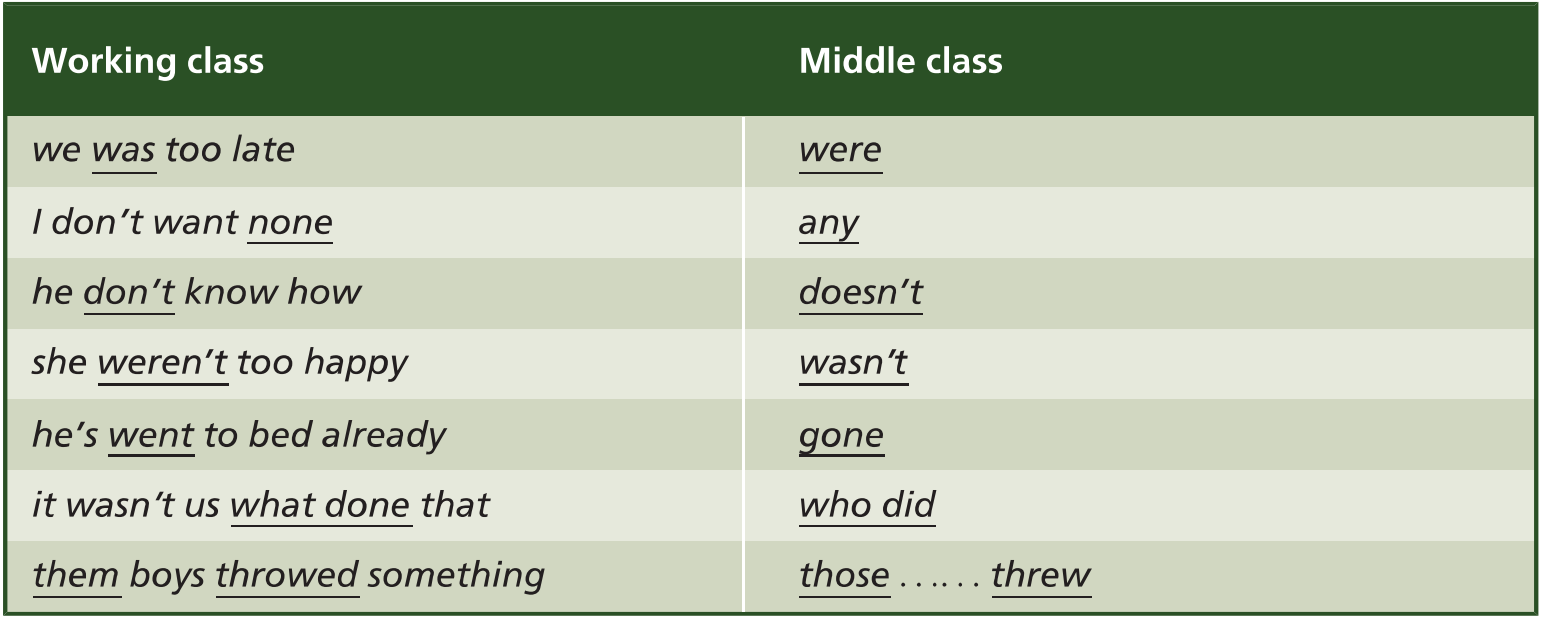 Working class Middle class
we was too late were
I don't want none any
he don't know how doesn't
she weren't too happy wasn't
he's went to bed already gone
it wasn't us what done that who did
them boys throwed something those ...... threw